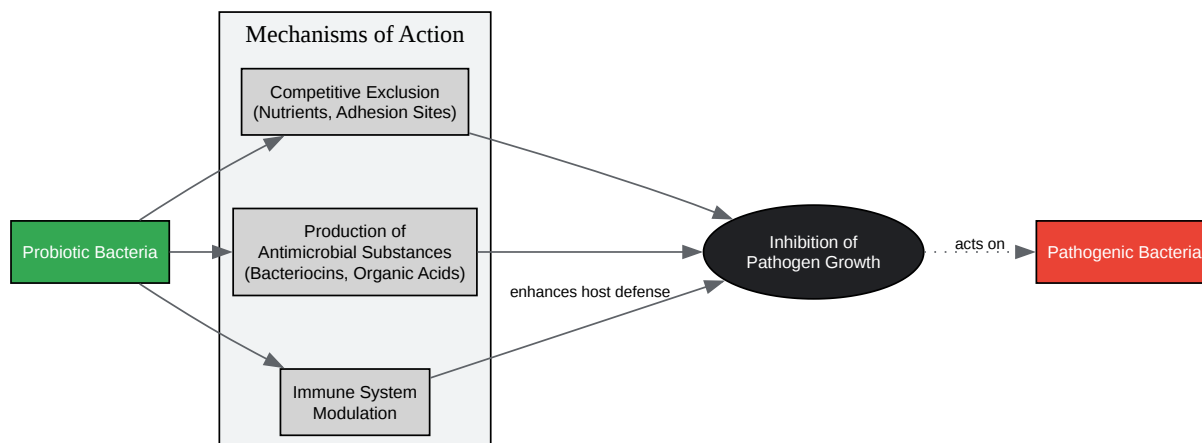 Mechanisms of Action
Competitive Exclusion
(Nutrients, Adhesion Sites)
Probiotic Bacteria
Production of
Antimicrobial Substances
(Bacteriocins, Organic Acids)
Immune System
Modulation
enhances host defense
Inhibition of
Pathogen Growth
acts on
Pathogenic Bacteria